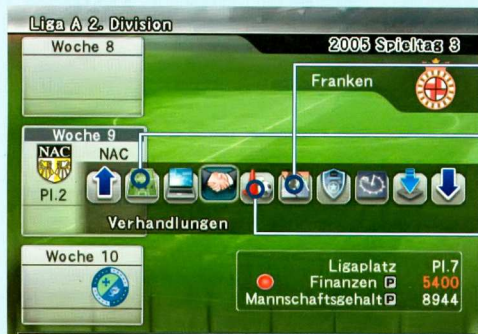 Liga A 2. Division
Woche 8
2005 Spieltag 3
Franken
Woche 9
NAC
NAC
Pl.2
Verhandlungen
Woche 10
Ligaplatz Pl.7
Finanzen P 5400
Mannschaftsgehalt P 8944